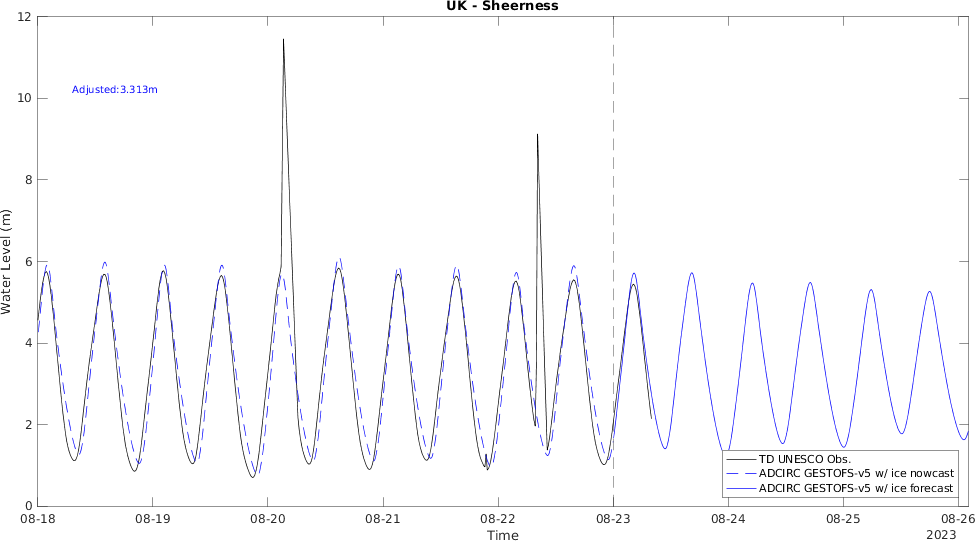 UK - Sheerness
12
10
8
6
4
2
0
Water Level (m)
Adjusted:3.313m
TD UNESCO Obs.
ADCIRC GESTOFS-v5 w/ ice nowcast
ADCIRC GESTOFS-v5 w/ ice forecast
08-18 08-19 08-20 08-21 08-22 08-23 08-24 08-25 08-26
Time
2023